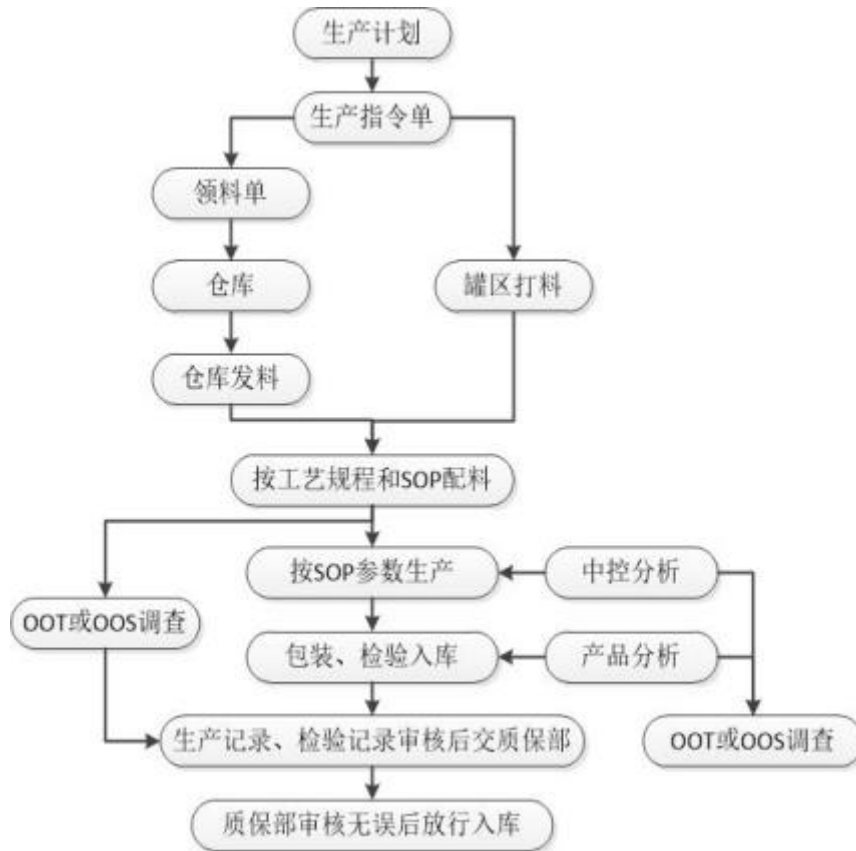 生产计划
生产指令单
领料单
仓库
罐区打料
仓库发料
按工艺规程和SOP配料
按SOP参数生产
中控分析
OOT或OOS调查
包装、检验入库
产品分析
生产记录、检验记录审核后交质保部
OOT或OOS调查
质保部审核无误后放行入库